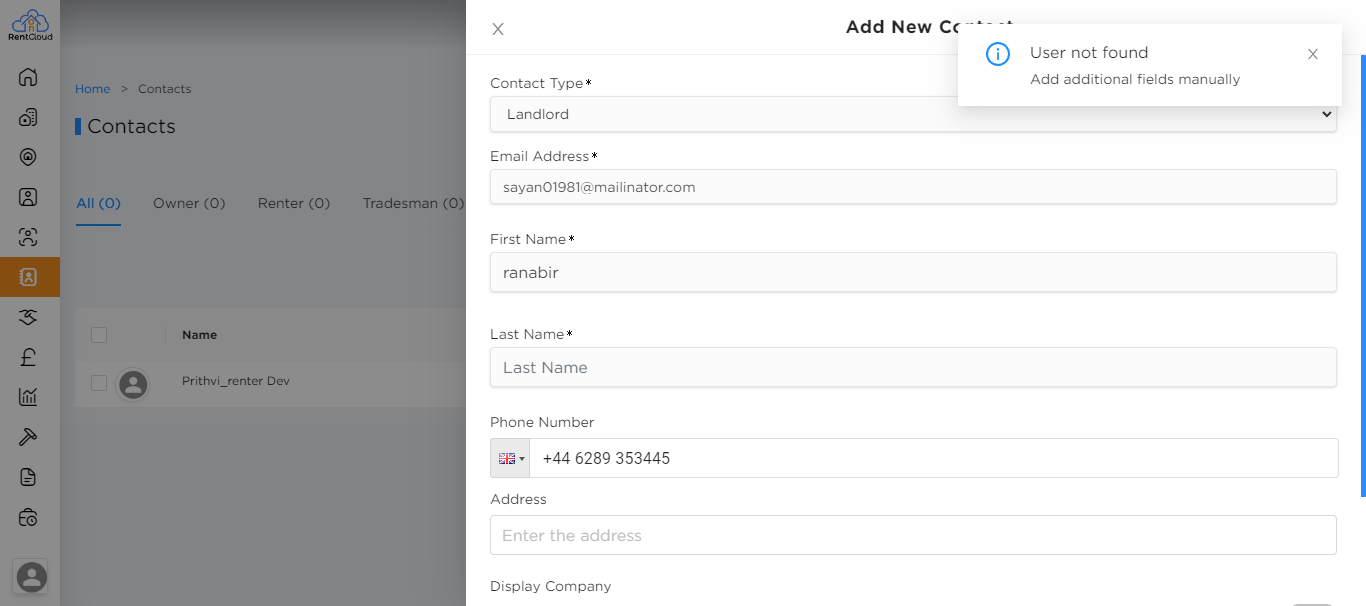 RentCloud
Home > Contacts
Contacts
All (0) Owner (0) Renter (0) Tradesman (0)
Name
Prithvi_renter Dev
Add New Contact
User not found
Add additional fields manually
Contact Type*
Landlord
Email Address*
sayan01981@mailinator.com
First Name*
ranabir
Last Name*
Last Name
Phone Number
+44 6289 353445
Address
Enter the address
Display Company